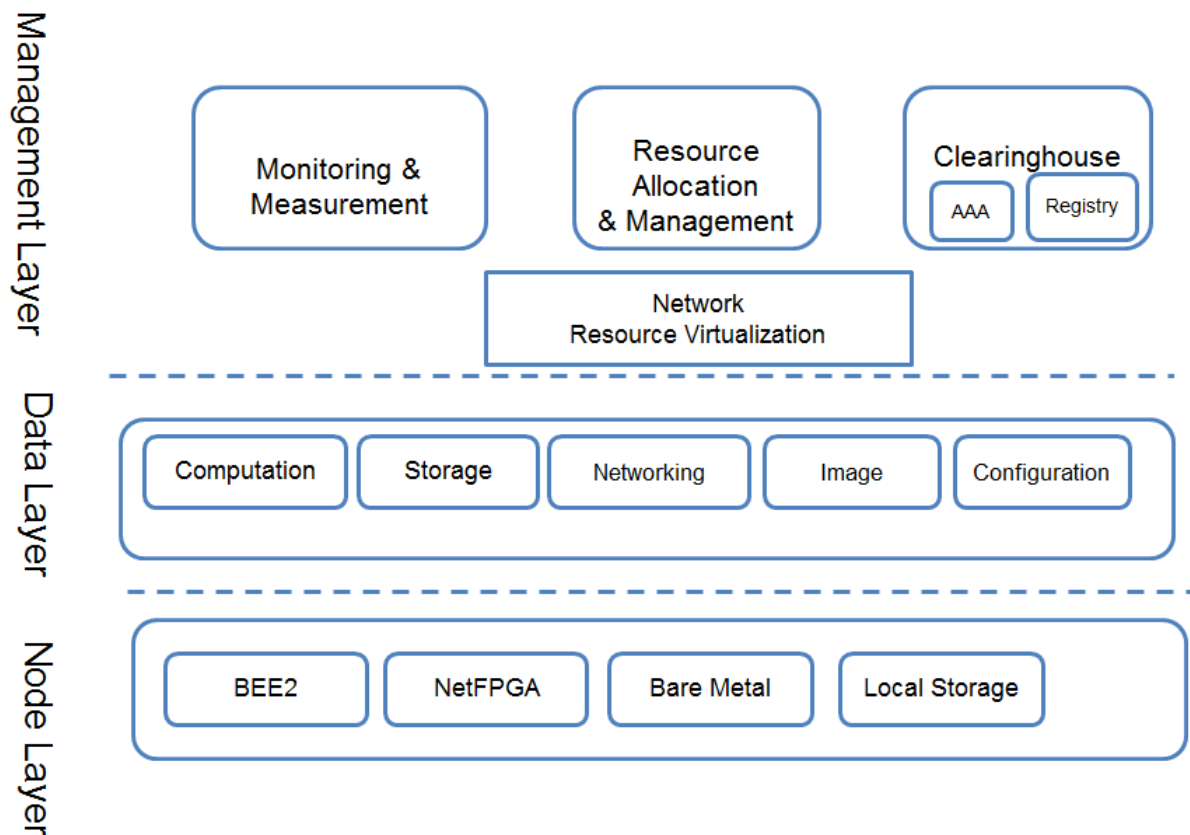 Management Layer
Monitoring &
Measurement
Resource
Allocation
& Management
Clearinghouse
AAA
Registry
Network
Resource Virtualization
Data Layer
Computation
Storage
Networking
Image
Configuration
Node Layer
BEE2
NetFPGA
Bare Metal
Local Storage